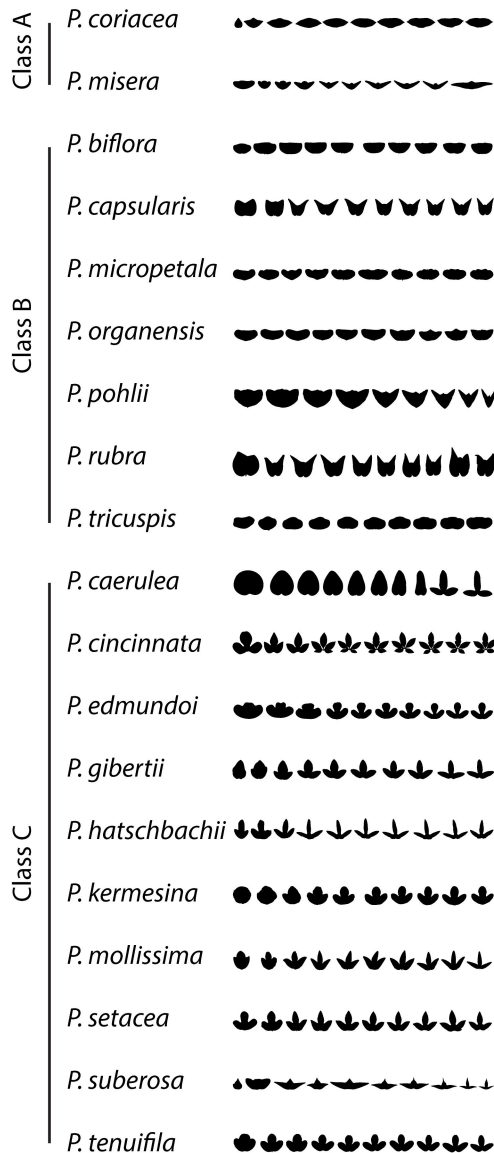 Class A
P. coriacea
P. misera
Class B
P. biflora
P. capsularis
P. micropetala
P. organensis
P. pohlii
P. rubra
P. tricuspis
Class C
P. caerulea
P. cincinnata
P. edmundoi
P. gibertii
P. hatschbachii
P. kermesina
P. mollissima
P. setacea
P. suberosa
P. tenuifila